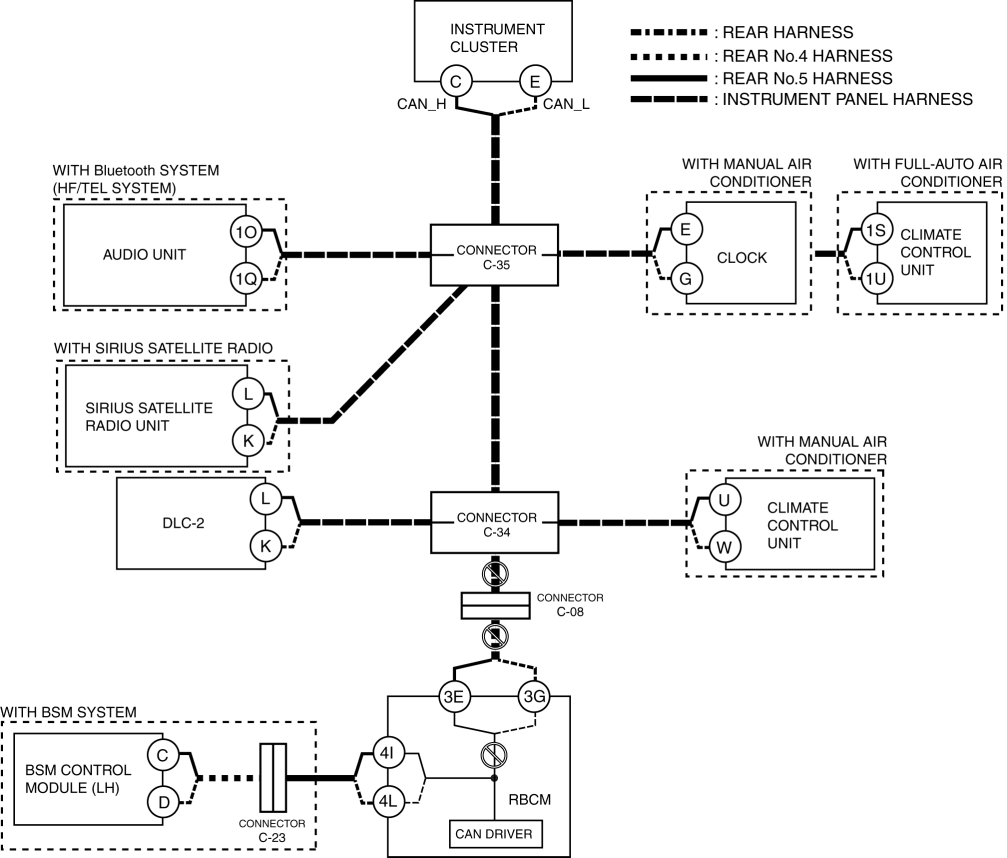 INSTRUMENT
CLUSTER
C
E
CAN_H
CAN_L
: REAR HARNESS
: REAR No.4 HARNESS
: REAR No.5 HARNESS
: INSTRUMENT PANEL HARNESS
WITH Bluetooth SYSTEM
(HF/TEL SYSTEM)
AUDIO UNIT
1O
1Q
CONNECTOR
C-35
WITH MANUAL AIR
CONDITIONER
E
G
CLOCK
WITH FULL-AUTO AIR
CONDITIONER
1S
1U
CLIMATE
CONTROL
UNIT
WITH SIRIUS SATELLITE RADIO
SIRIUS SATELLITE
RADIO UNIT
L
K
DLC-2
L
K
CONNECTOR
C-34
WITH MANUAL AIR
CONDITIONER
U
W
CLIMATE
CONTROL
UNIT
CONNECTOR
C-08
3E
3G
WITH BSM SYSTEM
BSM CONTROL
MODULE (LH)
C
D
CONNECTOR
C-23
4I
4L
RBCM
CAN DRIVER